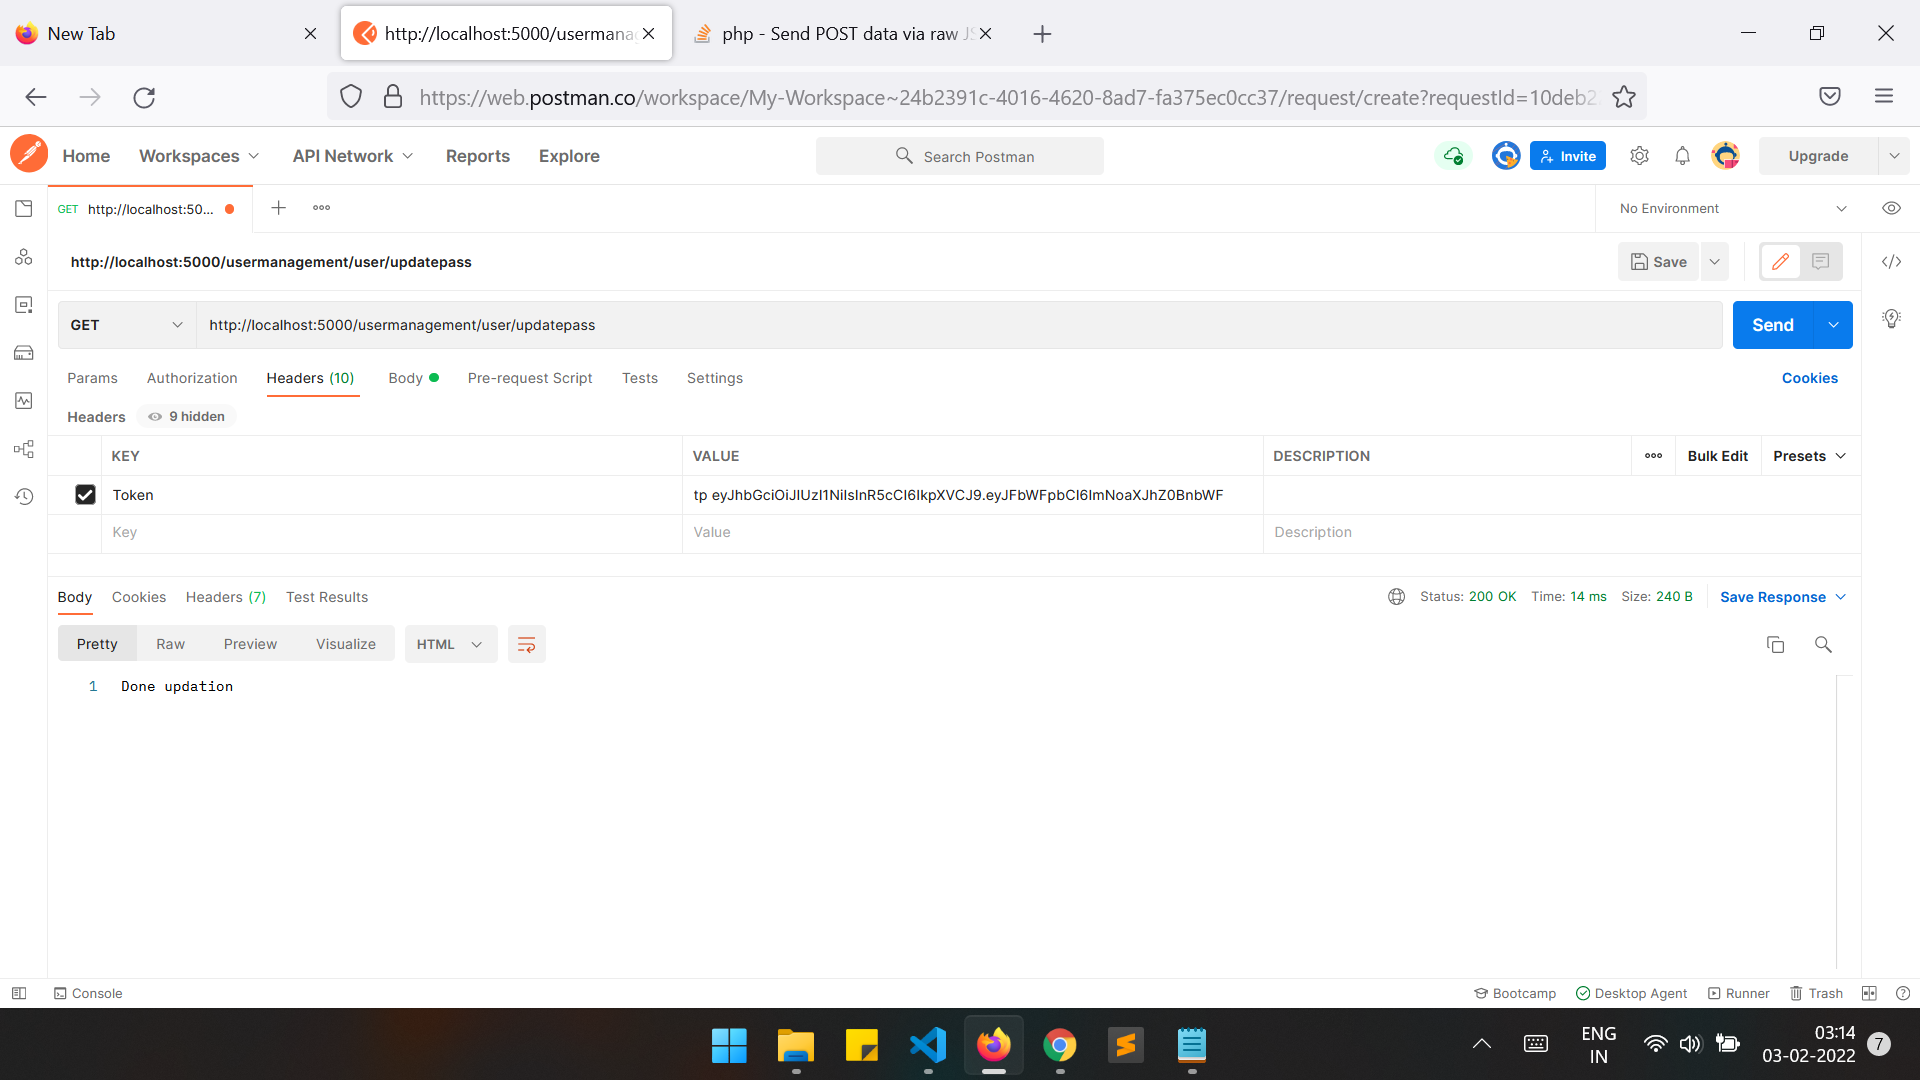 New Tab
http://localhost:5000/usermana
php - Send POST data via raw JS
https://web.postman.co/workspace/My-Workspace~24b2391c-4016-4620-8ad7-fa375ec0cc37/request/create?requestId=10deb2
Home
Workspaces
API Network
Reports
Explore
Search Postman
Invite
Upgrade
GET http://localhost:50...
No Environment
http://localhost:5000/usermanagement/user/updatepass
Save
GET
http://localhost:5000/usermanagement/user/updatepass
Send
Params
Authorization
Headers (10)
Body
Pre-request Script
Tests
Settings
Cookies
Headers
9 hidden
KEY
VALUE
DESCRIPTION
Bulk Edit
Presets
Token
Key
Value
Description
Body
Cookies
Headers (7)
Test Results
Status: 200 OK
Time: 14 ms
Size: 240 B
Save Response
Pretty
Raw
Preview
Visualize
HTML
1 Done updation
Console
Bootcamp
Desktop Agent
Runner
Trash
ENG
IN
03:14
03-02-2022
7